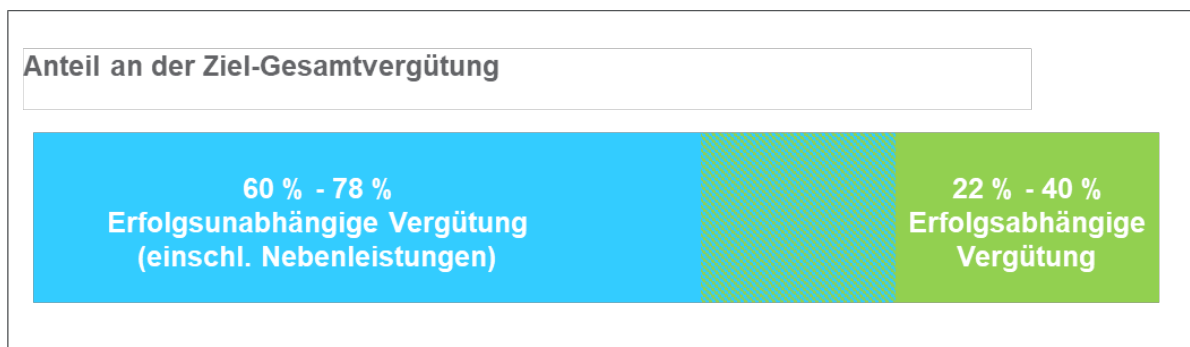 Anteil an der Ziel-Gesamtvergütung
60 % - 78 %
Erfolgsunabhängige Vergütung
(einschl. Nebenleistungen)
22 % - 40 %
Erfolgsabhängige
Vergütung